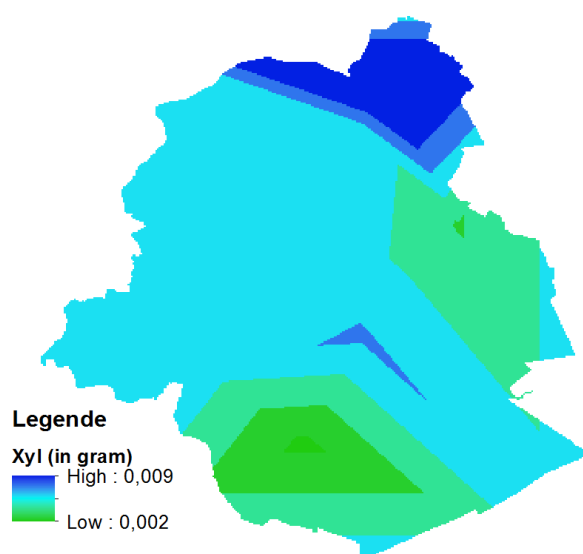 Legende
Xyl (in gram)
High : 0,009
Low : 0,002